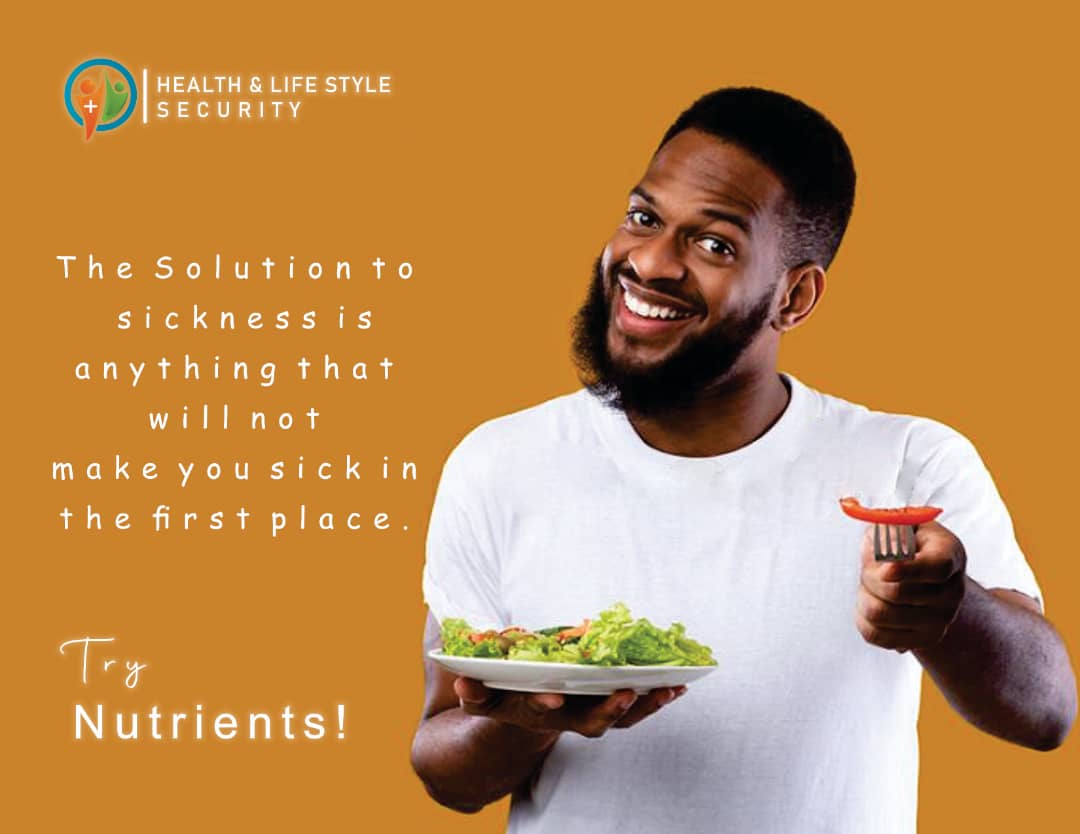 HEALTH & LIFE STYLE
SECURITY
The Solution to
sickness is
anything that
will not
make you sick in
the first place.
Try
Nutrients!